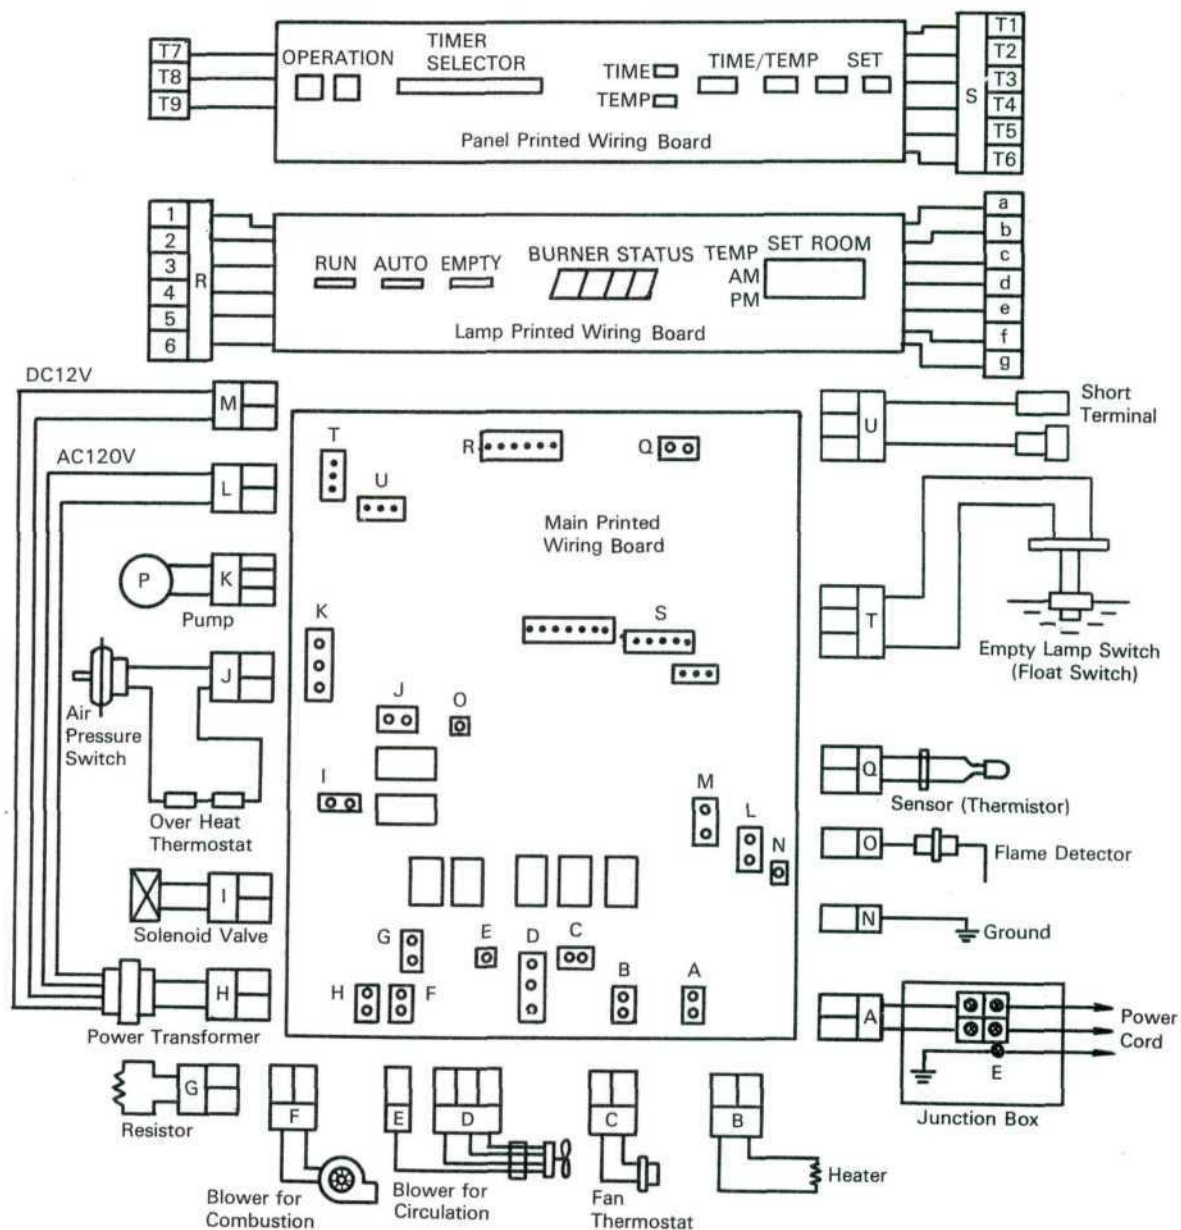 T7
T8
T9
OPERATION
TIMER
SELECTOR
TIME
TEMP
TIME/TEMP
SET
Panel Printed Wiring Board
S
T1
T2
T3
T4
T5
T6
1
2
3
4
5
6
R
RUN
AUTO
EMPTY
BURNER STATUS
TEMP
AM
PM
SET ROOM
Lamp Printed Wiring Board
a
b
c
d
e
f
g
DC12V
M
AC120V
L
P
K
Pump
J
Air
Pressure
Switch
Over Heat
Thermostat
I
Solenoid Valve
H
Power Transformer
G
Resistor
T
R
Q
U
Main Printed
Wiring Board
K
S
J
O
I
M
L
N
G
E
D
C
H
F
B
A
U
Short
Terminal
T
Empty Lamp Switch
(Float Switch)
Q
Sensor (Thermistor)
O
Flame Detector
N
Ground
A
E
Power
Cord
Junction Box
F
Blower for
Combustion
E
D
Blower for
Circulation
C
Fan
Thermostat
B
Heater